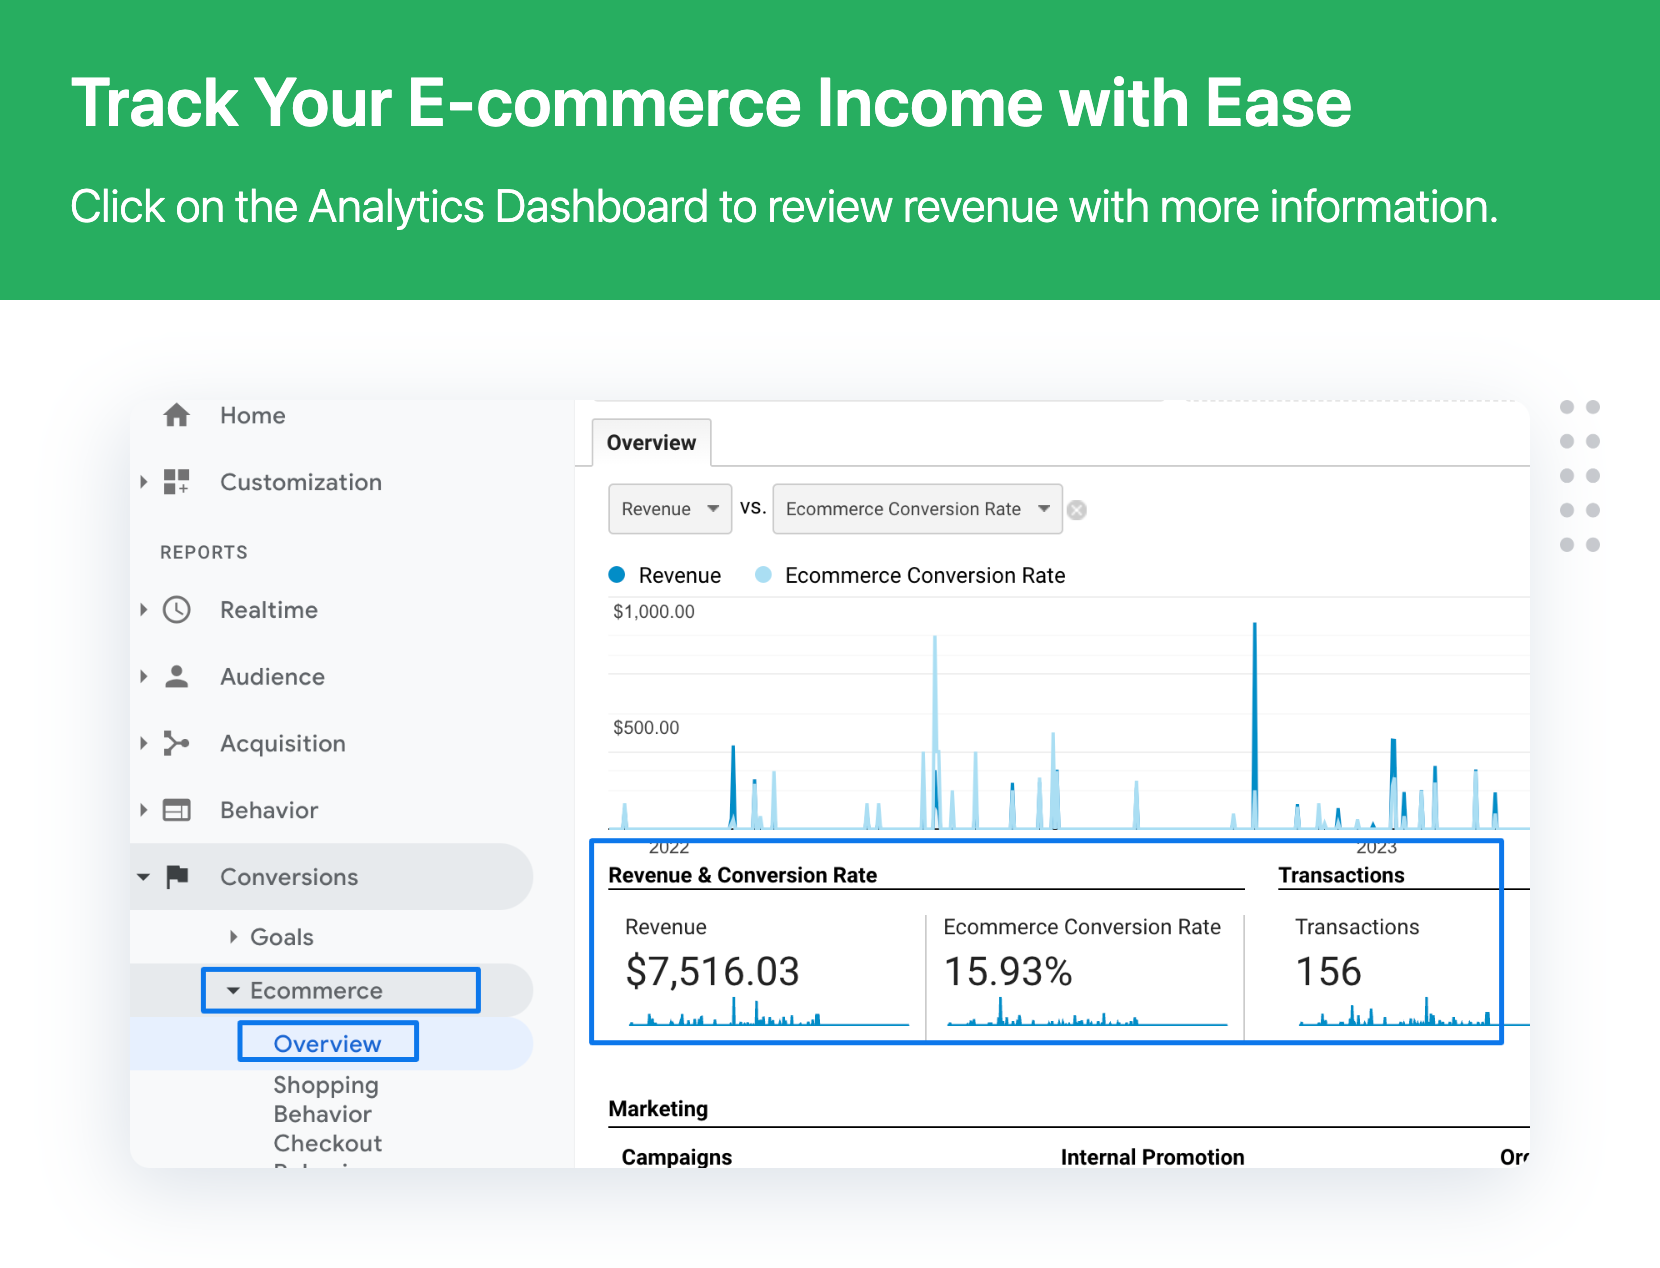 Track Your E-commerce Income with Ease
Click on the Analytics Dashboard to review revenue with more information.
Home
Customization
REPORTS
Realtime
Audience
Acquisition
Behavior
Conversions
Goals
Ecommerce
Overview
Shopping
Behavior
Checkout
Overview
Revenue vs. Ecommerce Conversion Rate
Revenue Ecommerce Conversion Rate
$1,000.00
$500.00
2022 2023
Revenue & Conversion Rate Transactions
Revenue Ecommerce Conversion Rate Transactions
$7,516.03 15.93% 156
Marketing
Campaigns Internal Promotion